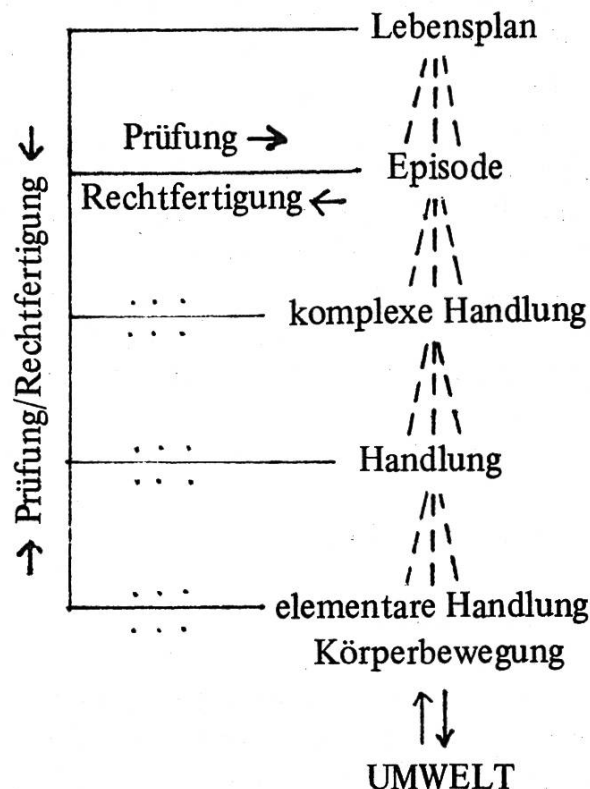 Lebensplan
Prüfung →
Episode
Rechtfertigung ←
→ Prüfung/Rechtfertigung ←
. . .
. . .
komplexe Handlung
. . .
. . .
Handlung
. . .
. . .
elementare Handlung
Körperbewegung
↑↓
UMWELT